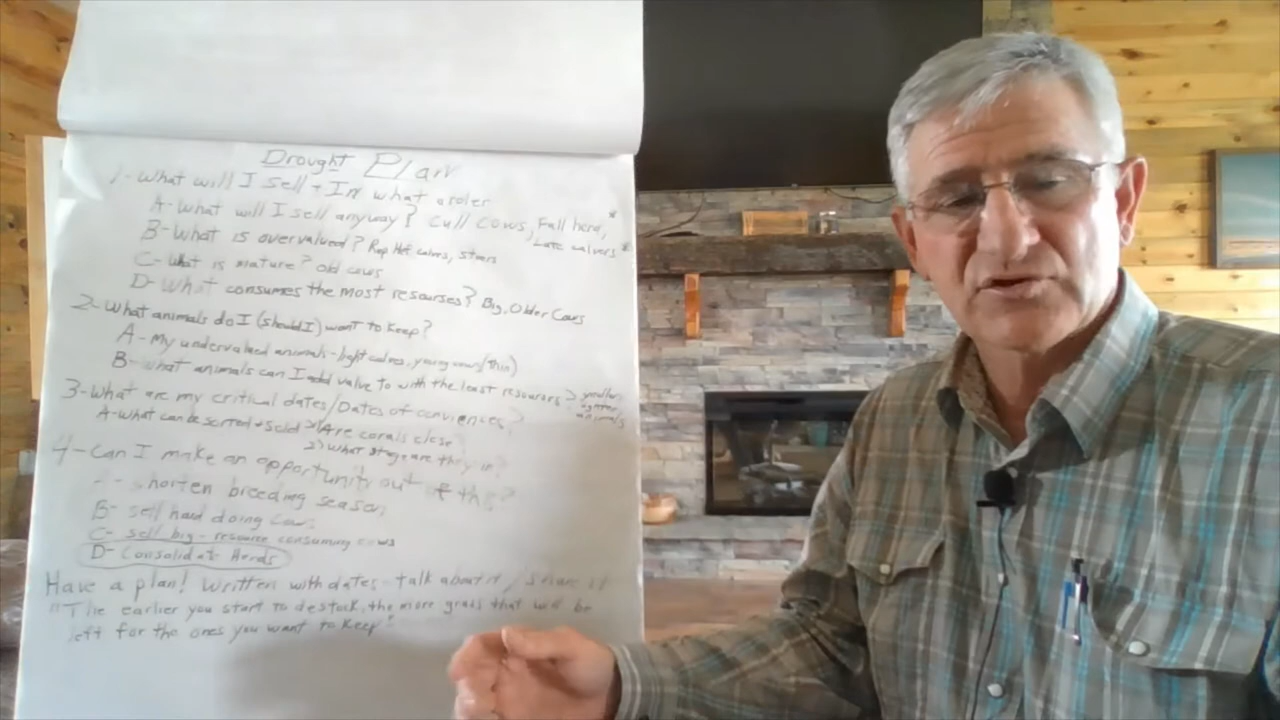 Drought Plan
1- What will I sell + In what order
A- What will I sell anyway? Cull Cows, Fall herd, *
Late calvers *
B- What is overvalued? Rep Hef calves, steers
C- What is mature? old cows
D- What consumes the most resourses? Big, Older Cows
2- What animals do I (should I) want to keep?
A- My undervalued animals- light calves, young cows (thin)
B- what animals can I add value to with the least resourses > smaller
lighter
animals
3- What are my critical dates/Dates of conviences?
A- what can be sorted + sold 1) Are corals close?
2) What stage are they in?
4- Can I make an opportunity out of this?
horten breeding season
B- sell hard doing cows
C- sell big- resource consuming cows
D- Consolidat Herds
Have a plan! Written with dates- talk about it, share it
"The earlier you start to destock, the more grass that will be
left for the ones you want to keep"